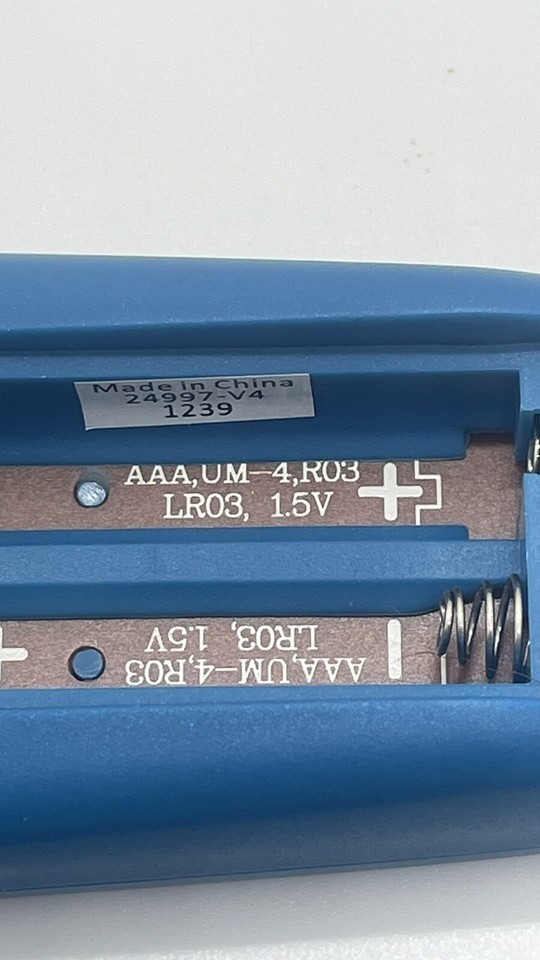 Made in China
24997-V4
1239
AAA,UM-4,R03
LR03, 1.5V
+
-
AAA,UM-4,R03
LR03, 1.5V
+